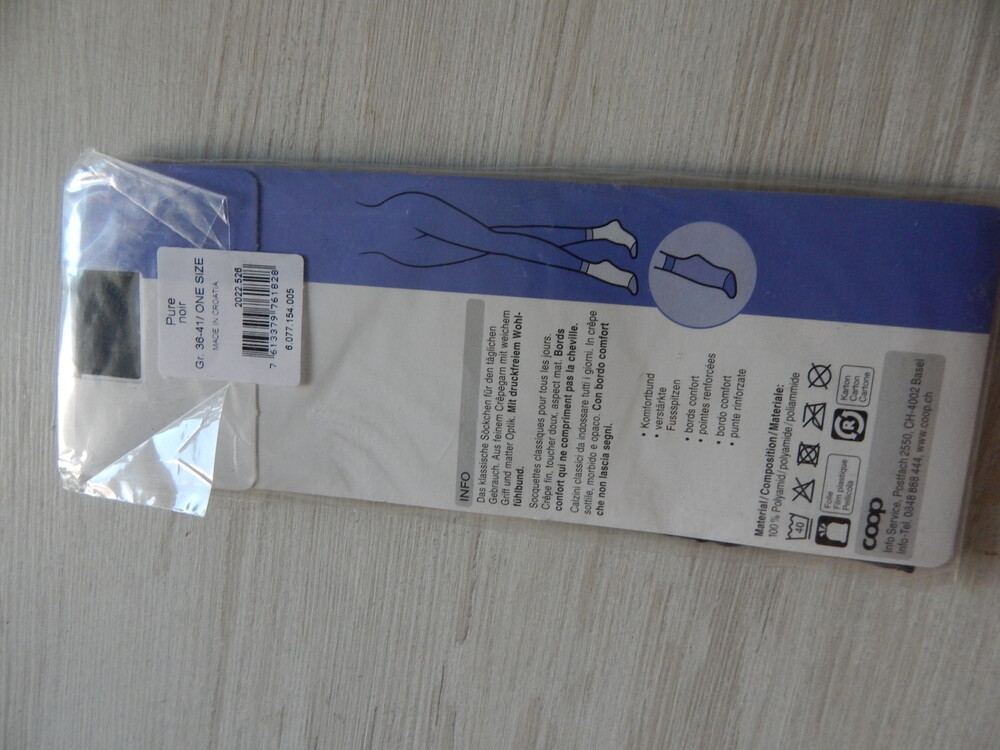 Pure
noir
Gr. 36-41/ ONE SIZE
MADE IN CROATIA
2022.526
7 613379 761828
6.077.154.005
INFO
Das klassische Söckchen für den täglichen
Gebrauch. Aus feinem Crêpegarn mit weichem
Griff und matter Optik. Mit druckfreiem Wohl-
fühlbund.
Socquettes classiques pour tous les jours.
Crêpe fin, toucher doux, aspect mat. Bords
confort qui ne compriment pas la cheville.
Calzini classici da indossare tutti i giorni. In crêpe
sottile, morbido e opaco. Con bordo comfort
che non lascia segni.
• Komfortbund
• verstärkte
Fussspitzen
• bords confort
• pointes renforcées
• bordo comfort
• punte rinforzate
Material/Composition/Materiale:
100 % Polyamid/polyamide/poliammide
40
Folie
Film plastique
Pellicola
R
Karton
Carton
Cartone
coop
Info Service, Postfach 2550, CH-4002 Basel
Info-Tel. 0848 888 444, www.coop.ch